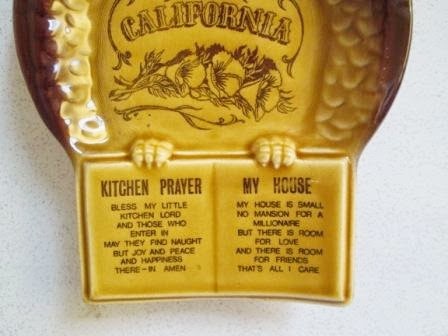 CALIFORNIA
KITCHEN PRAYER
BLESS MY LITTLE
KITCHEN LORD
AND THOSE WHO
ENTER IN
MAY THEY FIND NAUGHT
BUT JOY AND PEACE
AND HAPPINESS
THERE-IN AMEN
MY HOUSE
MY HOUSE IS SMALL
NO MANSION FOR A
MILLIONAIRE
BUT THERE IS ROOM
FOR LOVE
AND THERE IS ROOM
FOR FRIENDS
THAT'S ALL I CARE